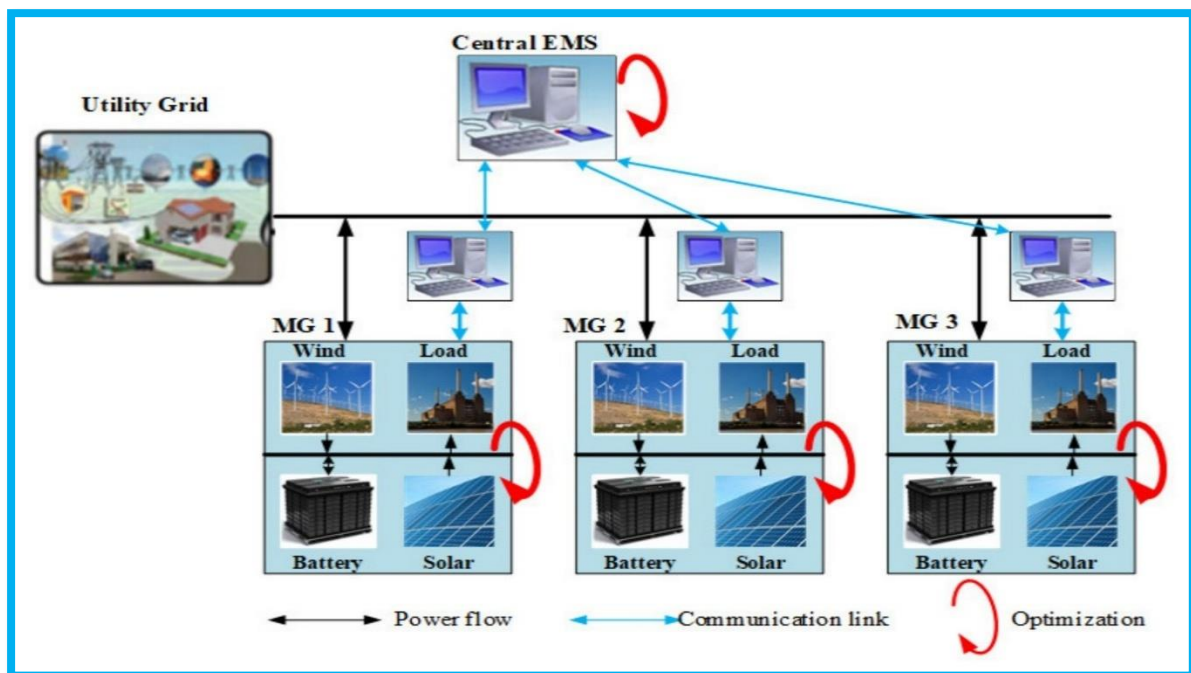 Central EMS
Utility Grid
MG 1
MG 2
MG 3
Wind
Load
Wind
Load
Wind
Load
Battery
Solar
Battery
Solar
Battery
Solar
Power flow
Communication link
Optimization